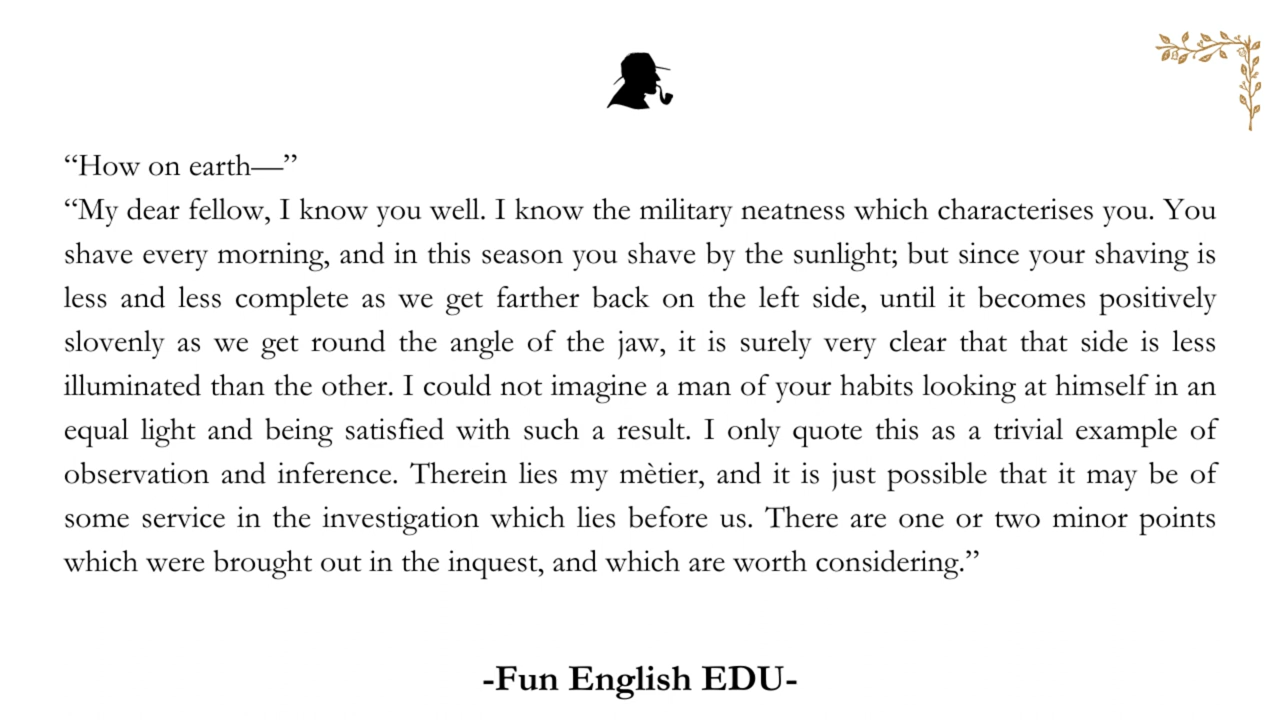 “How on earth—”
“My dear fellow, I know you well. I know the military neatness which characterises you. You
shave every morning, and in this season you shave by the sunlight; but since your shaving is
less and less complete as we get farther back on the left side, until it becomes positively
slovenly as we get round the angle of the jaw, it is surely very clear that that side is less
illuminated than the other. I could not imagine a man of your habits looking at himself in an
equal light and being satisfied with such a result. I only quote this as a trivial example of
observation and inference. Therein lies my mètier, and it is just possible that it may be of
some service in the investigation which lies before us. There are one or two minor points
which were brought out in the inquest, and which are worth considering.”
-Fun English EDU-